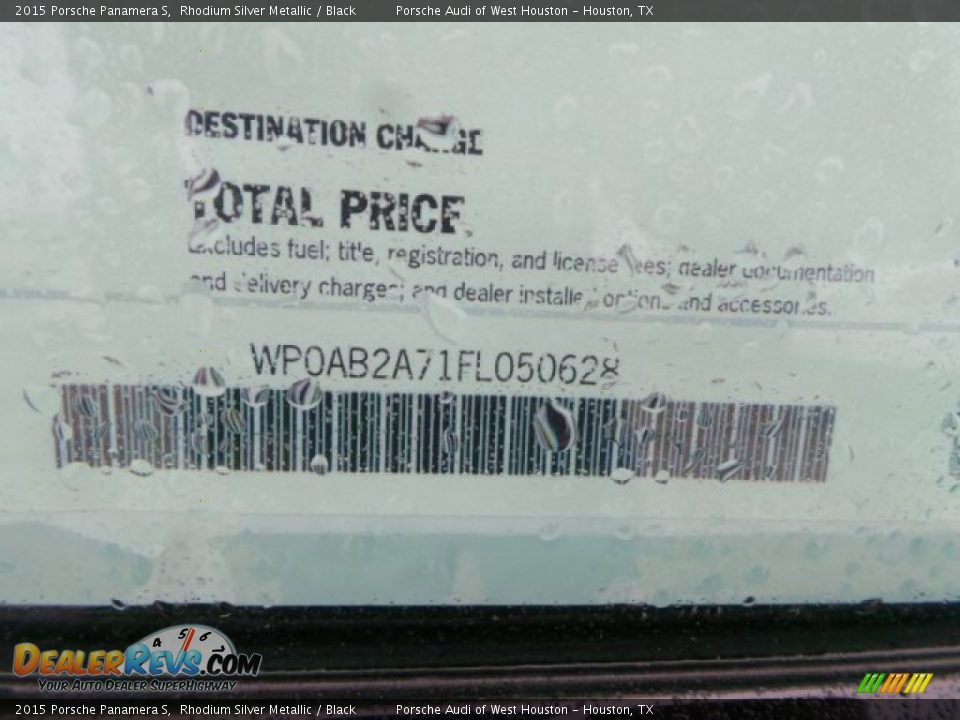 2015 Porsche Panamera S, Rhodium Silver Metallic / Black Porsche Audi of West Houston - Houston, TX
DESTINATION CHARGE
TOTAL PRICE
Excludes fuel; title, registration, and license fees; dealer documentation
and delivery charges; and dealer installed options and accessories.
WP0AB2A71FL050628
4 5 6
DEALERREVS.COM
YOUR AUTO DEALER SUPERHIGHWAY
2015 Porsche Panamera S, Rhodium Silver Metallic / Black Porsche Audi of West Houston - Houston, TX